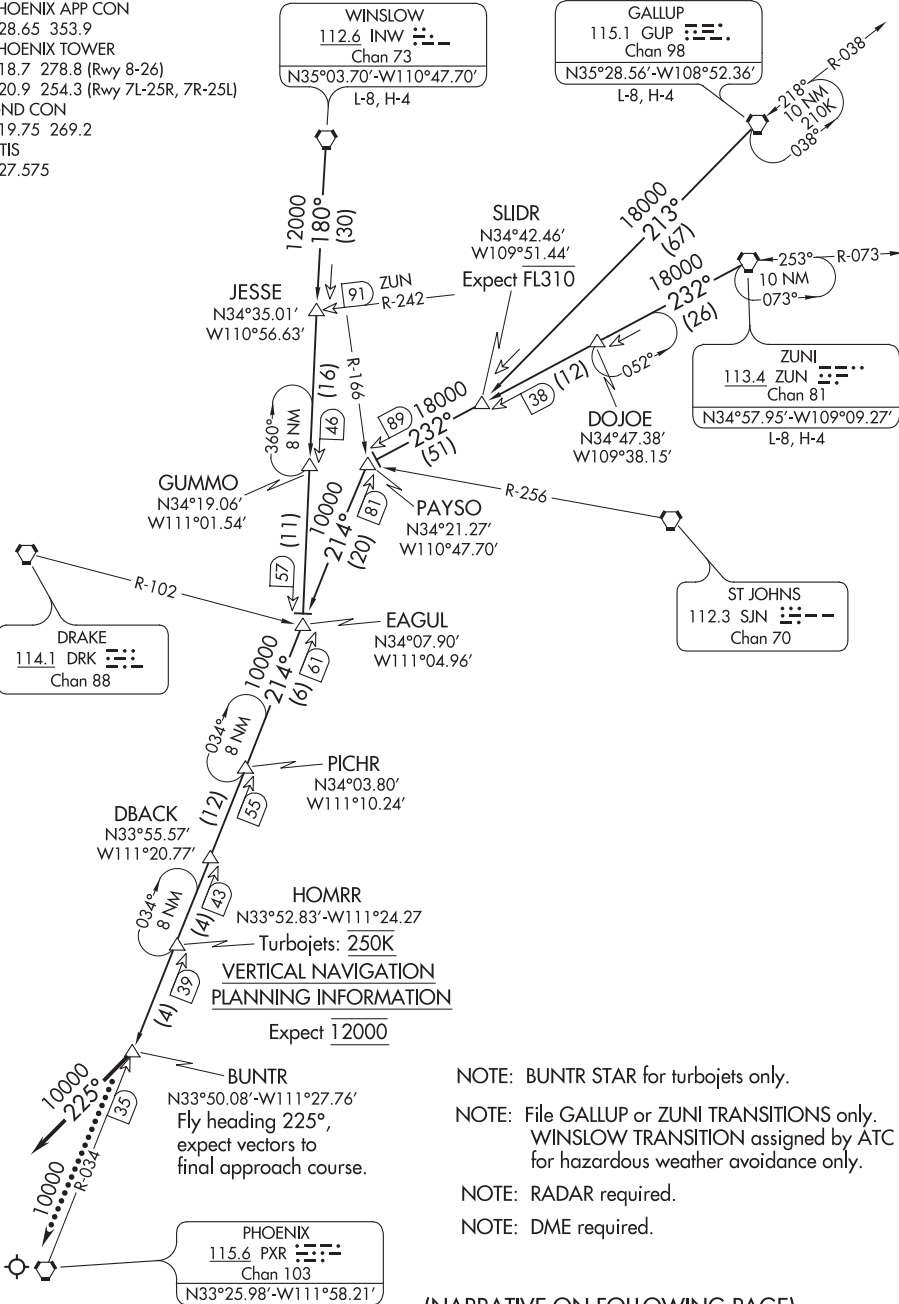 HOENIX APP CON
28.65 353.9
HOENIX TOWER
18.7 278.8 (Rwy 8-26)
20.9 254.3 (Rwy 7L-25R, 7R-25L)
ND CON
19.75 269.2
TIS
27.575
WINSLOW
112.6 INW
Chan 73
N35°03.70'-W110°47.70'
L-8, H-4
GALLUP
115.1 GUP
Chan 98
N35°28.56'-W108°52.36'
L-8, H-4
R-038
218°
10 NM
210K
038°
12000
180°
(30)
18000
213°
(67)
SLIDR
N34°42.46'
W109°51.44'
Expect FL310
18000
232°
(26)
253°
R-073
10 NM
073°
JESSE
N34°35.01'
W110°56.63'
91
ZUN
R-242
R-166
(16)
052°
ZUNI
113.4 ZUN
Chan 81
N34°57.95'-W109°09.27'
L-8, H-4
38
(12)
DOJOE
N34°47.38'
W109°38.15'
89
18000
232°
(51)
360°
8 NM
46
GUMMO
N34°19.06'
W111°01.54'
81
PAYSO
N34°21.27'
W110°47.70'
R-256
10000
214°
(20)
(11)
57
ST JOHNS
112.3 SJN
Chan 70
R-102
DRAKE
114.1 DRK
Chan 88
EAGUL
N34°07.90'
W111°04.96'
10000
214°
(6)
61
034°
8 NM
PICHR
N34°03.80'
W111°10.24'
(12)
55
DBACK
N33°55.57'
W111°20.77'
034°
8 NM
(4)
43
HOMRR
N33°52.83'-W111°24.27
Turbojets: 250K
VERTICAL NAVIGATION
PLANNING INFORMATION
Expect 12000
(4)
39
BUNTR
N33°50.08'-W111°27.76'
Fly heading 225°,
expect vectors to
final approach course.
10000
225°
35
10000
R-034
PHOENIX
115.6 PXR
Chan 103
N33°25.98'-W111°58.21'
NOTE: BUNTR STAR for turbojets only.
NOTE: File GALLUP or ZUNI TRANSITIONS only.
WINSLOW TRANSITION assigned by ATC
for hazardous weather avoidance only.
NOTE: RADAR required.
NOTE: DME required.
(NARRATIVE ON FOLLOWING PAGE)